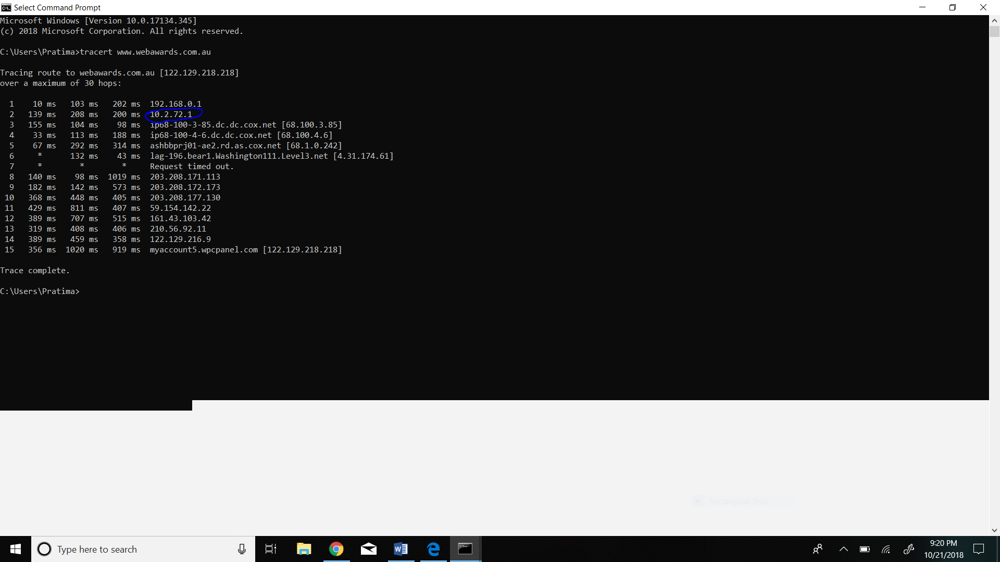 Select Command Prompt
Microsoft Windows [Version 10.0.17134.345]
(c) 2018 Microsoft Corporation. All rights reserved.
C:\Users\Pratima>tracert www.webawards.com.au
Tracing route to webawards.com.au [122.129.218.218]
over a maximum of 30 hops:
1 10 ms 103 ms 202 ms 192.168.0.1
2 139 ms 208 ms 200 ms 10.2.72.1
3 155 ms 104 ms 98 ms ip68-100-3-85.dc.dc.cox.net [68.100.3.85]
4 33 ms 113 ms 188 ms ip68-100-4-6.dc.dc.cox.net [68.100.4.6]
5 67 ms 292 ms 314 ms ashbbprj01-ae2.rd.as.cox.net [68.1.0.242]
6 * 132 ms 43 ms lag-196.bear1.Washington111.Level3.net [4.31.174.61]
7 * * * Request timed out.
8 140 ms 98 ms 1019 ms 203.208.171.113
9 182 ms 142 ms 573 ms 203.208.172.173
10 368 ms 448 ms 405 ms 203.208.177.130
11 429 ms 811 ms 407 ms 59.154.142.22
12 389 ms 707 ms 515 ms 161.43.103.42
13 319 ms 408 ms 406 ms 210.56.92.11
14 389 ms 459 ms 358 ms 122.129.216.9
15 356 ms 1020 ms 919 ms myaccount5.wpcpanel.com [122.129.218.218]
Trace complete.
C:\Users\Pratima>
Rectangular Snip
Type here to search
9:20 PM
10/21/2018